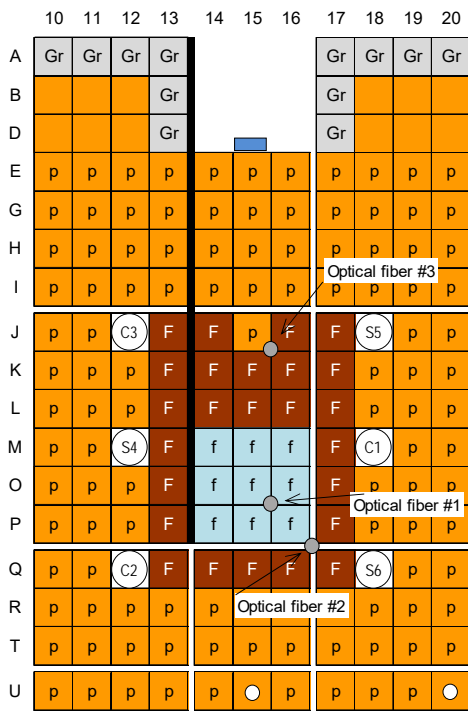 10 11 12 13 14 15 16 17 18 19 20
A Gr Gr Gr Gr Gr Gr Gr Gr
B Gr Gr
D Gr Gr
E p p p p p p p p p p p
G p p p p p p p p p p p
H p p p p p p p p p p p
Optical fiber #3
I p p p p p p p p p p p
J p p C3 F F p F F S5 p p
K p p p F F F F F p p p
L p p p F F F F F p p p
M p p S4 F f f f F C1 p p
O p p p F f f f F p p p
Optical fiber #1
P p p p F f f f F p p p
Q p p C2 F F F F F S6 p p
R p p p p p p p p
Optical fiber #2
T p p p p p p p p p p p
U p p p p p p p p p